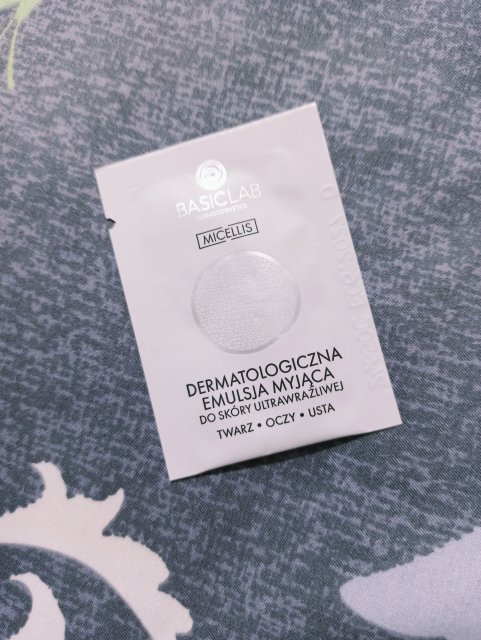 BASICLAB
DERMOCOSMETICS
MICELLIS
DERMATOLOGICZNA
EMULSJA MYJĄCA
DO SKÓRY ULTRAWRAŻLIWEJ
TWARZ • OCZY • USTA